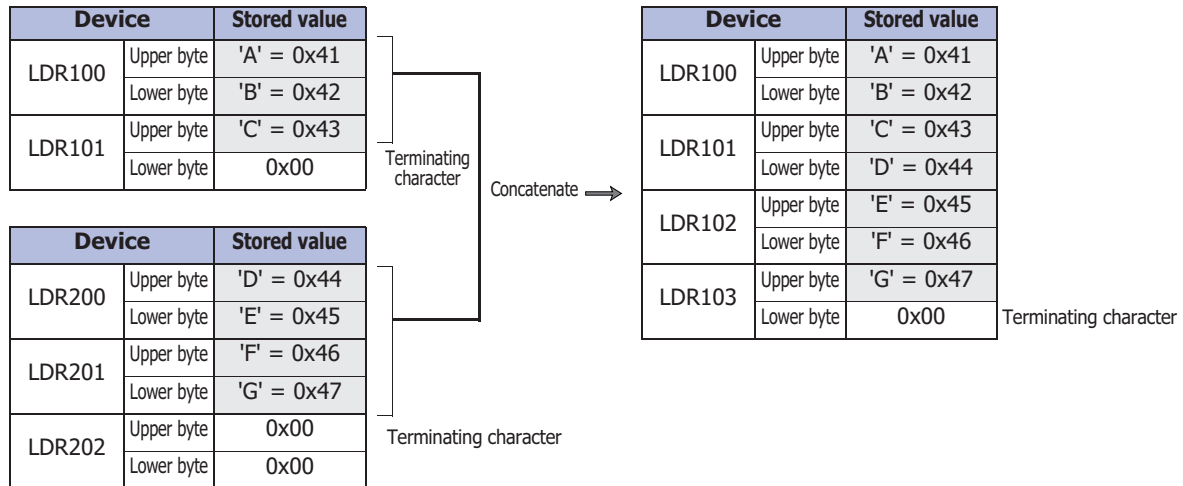 Device Stored value
LDR100 Upper byte 'A' = 0x41
Lower byte 'B' = 0x42
LDR101 Upper byte 'C' = 0x43
Lower byte 0x00
Terminating
character
Device Stored value
LDR200 Upper byte 'D' = 0x44
Lower byte 'E' = 0x45
LDR201 Upper byte 'F' = 0x46
Lower byte 'G' = 0x47
LDR202 Upper byte 0x00
Lower byte 0x00
Terminating character
Concatenate
Device Stored value
LDR100 Upper byte 'A' = 0x41
Lower byte 'B' = 0x42
LDR101 Upper byte 'C' = 0x43
Lower byte 'D' = 0x44
LDR102 Upper byte 'E' = 0x45
Lower byte 'F' = 0x46
LDR103 Upper byte 'G' = 0x47
Lower byte 0x00 Terminating character